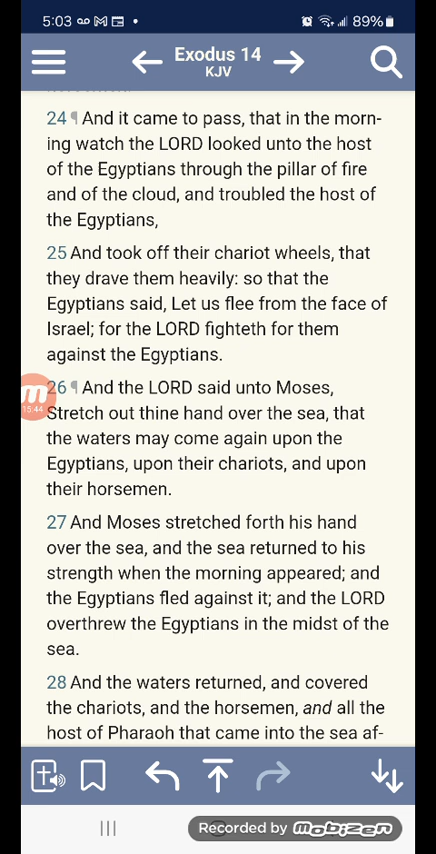 5:03
89%
Exodus 14
KJV
24 ¶ And it came to pass, that in the morn-
ing watch the LORD looked unto the host
of the Egyptians through the pillar of fire
and of the cloud, and troubled the host of
the Egyptians,
25 And took off their chariot wheels, that
they drave them heavily: so that the
Egyptians said, Let us flee from the face of
Israel; for the LORD fighteth for them
against the Egyptians.
26 ¶ And the LORD said unto Moses,
Stretch out thine hand over the sea, that
the waters may come again upon the
Egyptians, upon their chariots, and upon
their horsemen.
m
15:44
27 And Moses stretched forth his hand
over the sea, and the sea returned to his
strength when the morning appeared; and
the Egyptians fled against it; and the LORD
overthrew the Egyptians in the midst of the
sea.
28 And the waters returned, and covered
the chariots, and the horsemen, and all the
host of Pharaoh that came into the sea af-
Recorded by mobizen